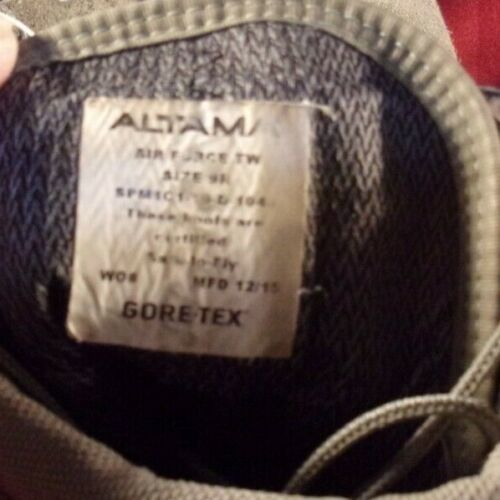 ALTAMA
AIR FORCE TW
SIZE 9R
These boots are
certified
Safe-to-Fly
MFD 12/15
GORE-TEX